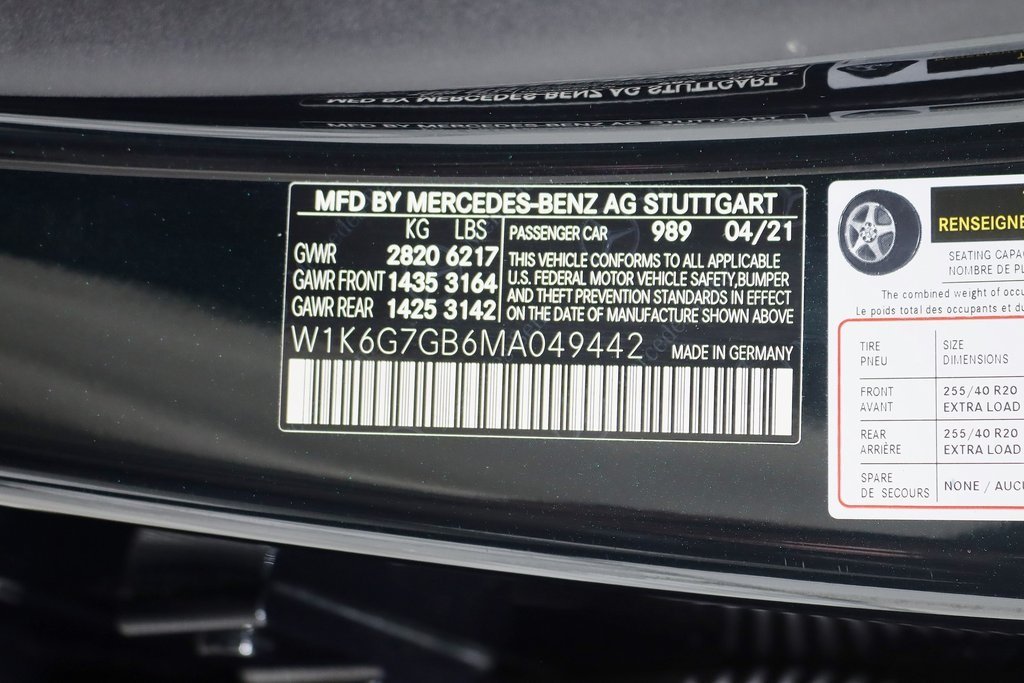 MFD BY MERCEDES-BENZ AG STUTTGART
KG LBS
GVWR 2820 6217
GAWR FRONT 1435 3164
GAWR REAR 1425 3142
PASSENGER CAR 989 04/21
THIS VEHICLE CONFORMS TO ALL APPLICABLE
U.S. FEDERAL MOTOR VEHICLE SAFETY,BUMPER
AND THEFT PREVENTION STANDARDS IN EFFECT
ON THE DATE OF MANUFACTURE SHOWN ABOVE
W1K6G7GB6MA049442 MADE IN GERMANY
RENSEIGNE
SEATING CAPA
NOMBRE DE PL
The combined weight of occu
Le poids total des occupants et du
TIRE SIZE
PNEU DIMENSIONS
FRONT 255/40 R20
AVANT EXTRA LOAD
REAR 255/40 R20
ARRIÈRE EXTRA LOAD
SPARE
DE SECOURS NONE / AUCU